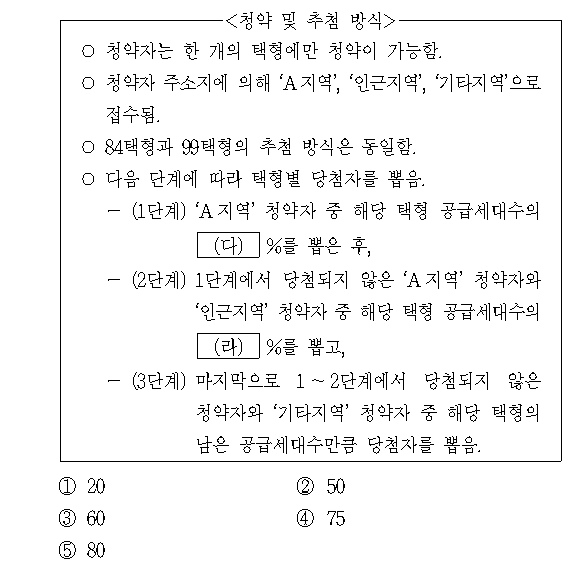 <청약 및 추첨 방식>
○ 청약자는 한 개의 택형에만 청약이 가능함.
○ 청약자 주소지에 의해 ‘A지역’, ‘인근지역’, ‘기타지역’으로
접수됨.
○ 84택형과 99택형의 추첨 방식은 동일함.
○ 다음 단계에 따라 택형별 당첨자를 뽑음.
- (1단계) ‘A지역’ 청약자 중 해당 택형 공급세대수의
(다) %를 뽑은 후,
- (2단계) 1단계에서 당첨되지 않은 ‘A지역’ 청약자와
‘인근지역’ 청약자 중 해당 택형 공급세대수의
(라) %를 뽑고,
- (3단계) 마지막으로 1 ~ 2단계에서 당첨되지 않은
청약자와 ‘기타지역’ 청약자 중 해당 택형의
남은 공급세대수만큼 당첨자를 뽑음.
① 20 ② 50
③ 60 ④ 75
⑤ 80